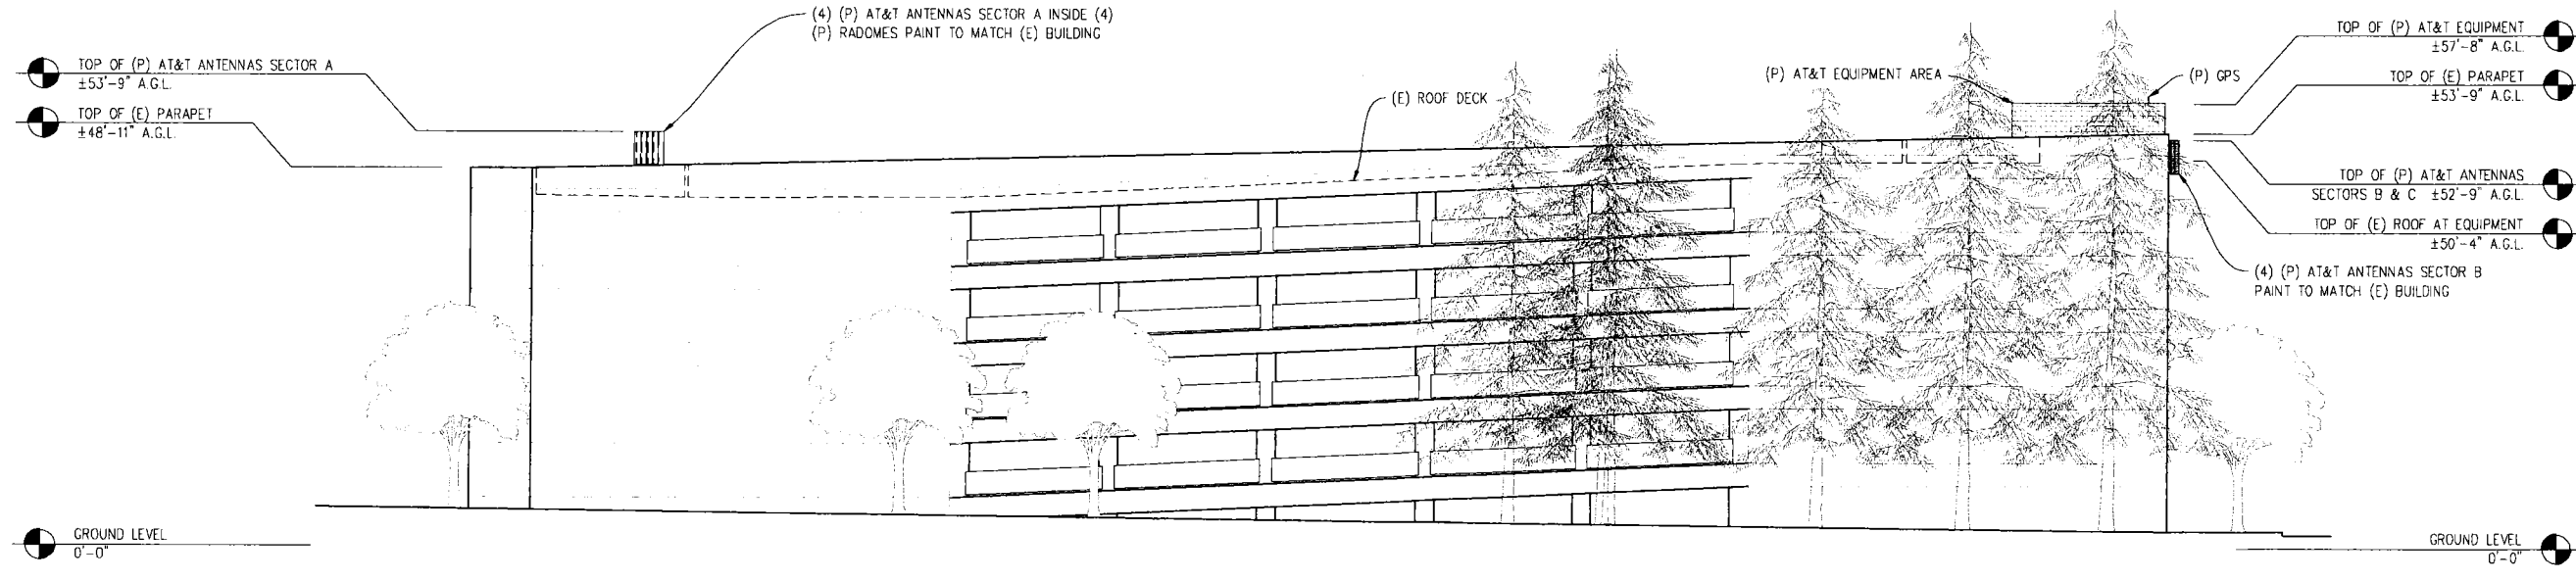 (4) (P) AT&T ANTENNAS SECTOR A INSIDE (4)
(P) RADOMES PAINT TO MATCH (E) BUILDING
TOP OF (P) AT&T ANTENNAS SECTOR A
±53'-9" A.G.L.
TOP OF (E) PARAPET
±48'-11" A.G.L.
(E) ROOF DECK
(P) AT&T EQUIPMENT AREA
(P) GPS
TOP OF (P) AT&T EQUIPMENT
±57'-8" A.G.L.
TOP OF (E) PARAPET
±53'-9" A.G.L.
TOP OF (P) AT&T ANTENNAS
SECTORS B & C ±52'-9" A.G.L.
TOP OF (E) ROOF AT EQUIPMENT
±50'-4" A.G.L.
(4) (P) AT&T ANTENNAS SECTOR B
PAINT TO MATCH (E) BUILDING
GROUND LEVEL
0'-0"
GROUND LEVEL
0'-0"